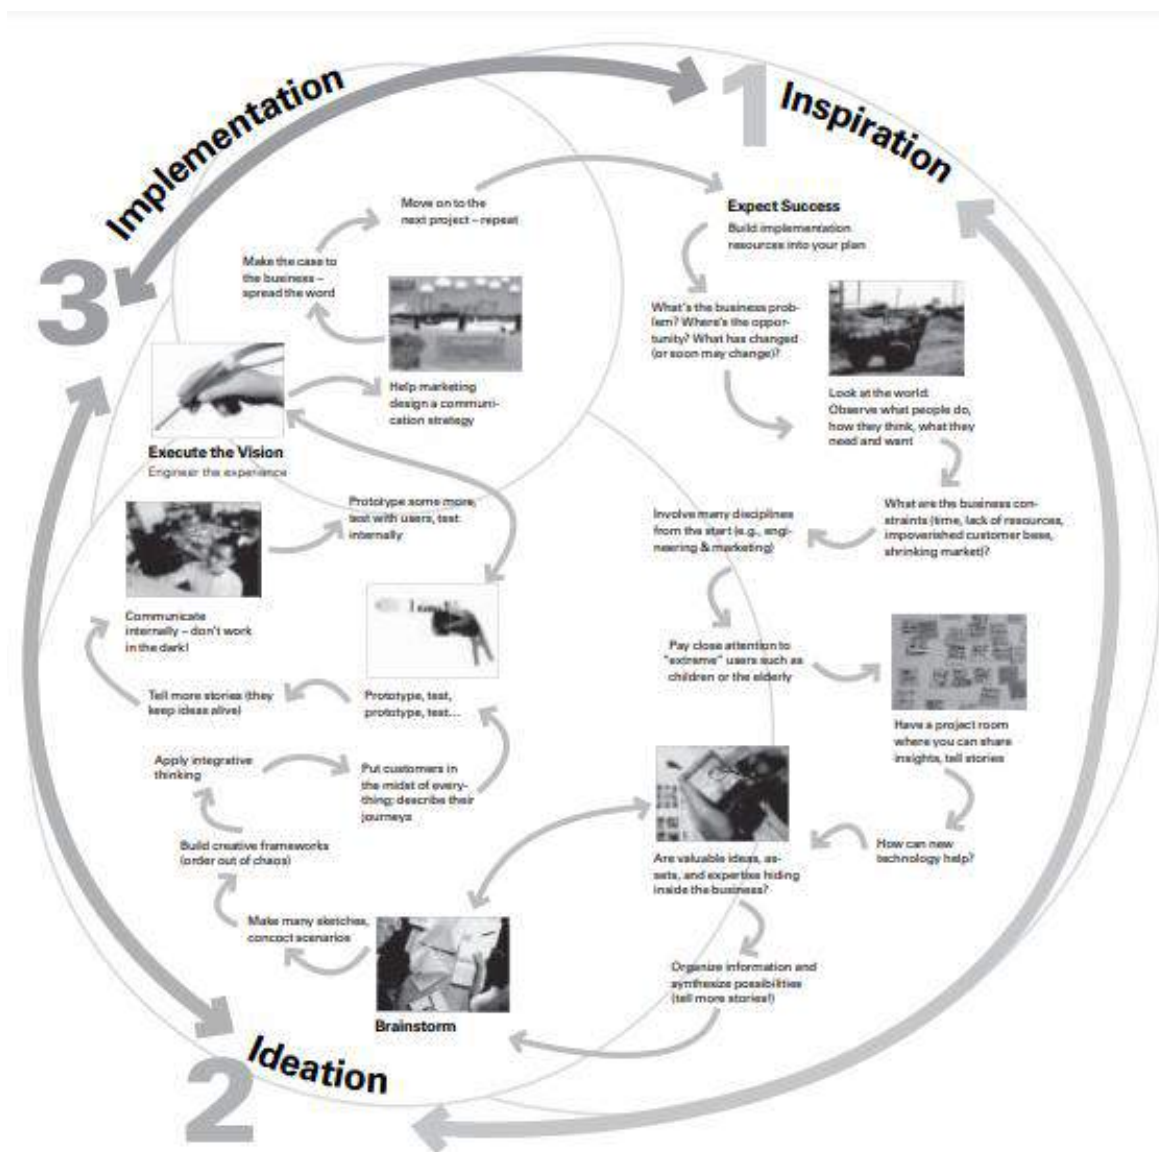 1
Inspiration
Expect Success
Build implementation
resources into your plan
What's the business prob-
lem? Where's the oppor-
tunity? What has changed
(or soon may change)?
Look at the world:
Observe what people do,
how they think, what they
need and want
What are the business con-
straints (time, lack of resources,
impoverished customer base,
shrinking market)?
Involve many disciplines
from the start (e.g., engi-
neering & marketing)
Pay close attention to
"extreme" users such as
children or the elderly
Have a project room
where you can share
insights, tell stories
How can new
technology help?
Are valuable ideas, as-
sets, and expertise hiding
inside the business?
Organize information and
synthesize possibilities
(tell more stories!)
2
Ideation
Brainstorm
Make many sketches,
concoct scenarios
Build creative frameworks
(order out of chaos)
Apply integrative
thinking
Put customers in
the midst of every-
thing; describe their
journeys
Prototype, test,
prototype, test...
Tell more stories (they
keep ideas alive)
Communicate
internally – don't work
in the dark!
Prototype some more,
test with users, test
internally
3
Implementation
Execute the Vision
Engineer the experience
Help marketing
design a communi-
cation strategy
Make the case to
the business –
spread the word
Move on to the
next project – repeat